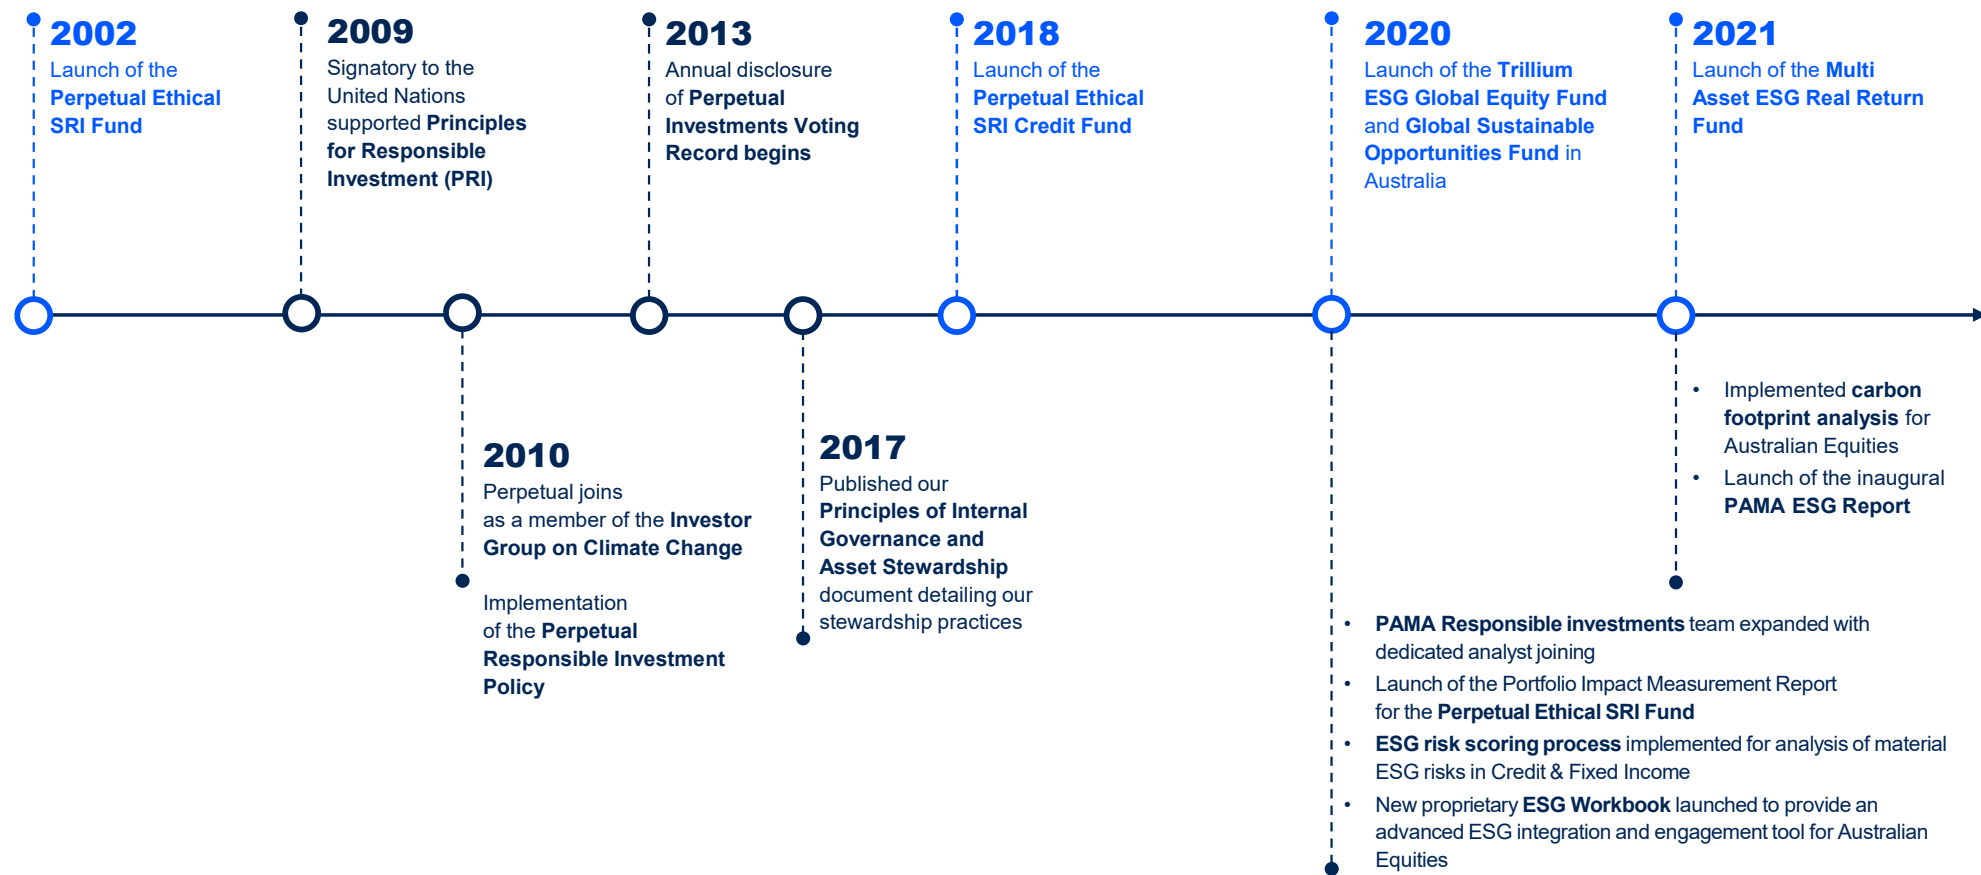 2002
Launch of the
Perpetual Ethical
SRI Fund
2009
Signatory to the
United Nations
supported Principles
for Responsible
Investment (PRI)
2013
Annual disclosure
of Perpetual
Investments Voting
Record begins
2018
Launch of the
Perpetual Ethical
SRI Credit Fund
2020
Launch of the Trillium
ESG Global Equity Fund
and Global Sustainable
Opportunities Fund in
Australia
2021
Launch of the Multi
Asset ESG Real Return
Fund
2010
Perpetual joins
as a member of the Investor
Group on Climate Change
Implementation
of the Perpetual
Responsible Investment
Policy
2017
Published our
Principles of Internal
Governance and
Asset Stewardship
document detailing our
stewardship practices
• Implemented carbon
footprint analysis for
Australian Equities
• Launch of the inaugural
PAMA ESG Report
• PAMA Responsible investments team expanded with
dedicated analyst joining
• Launch of the Portfolio Impact Measurement Report
for the Perpetual Ethical SRI Fund
• ESG risk scoring process implemented for analysis of material
ESG risks in Credit & Fixed Income
• New proprietary ESG Workbook launched to provide an
advanced ESG integration and engagement tool for Australian
Equities